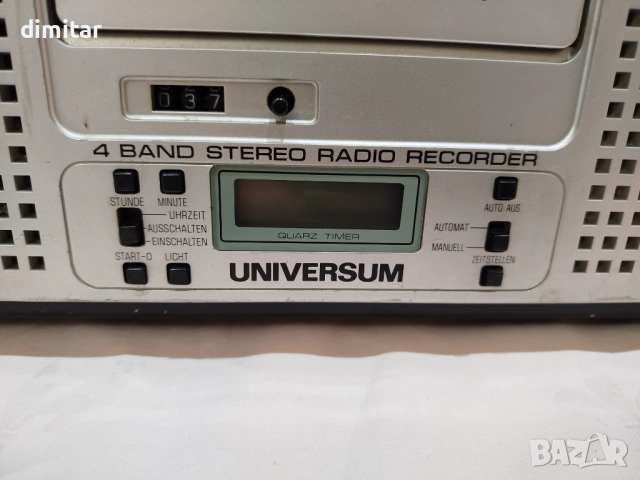 dimitar
037
4 BAND STEREO RADIO RECORDER
STUNDE MINUTE
UHRZEIT
AUSSCHALTEN
EINSCHALTEN
START-D LICHT
QUARZ TIMER
UNIVERSUM
AUTO AUS
AUTOMAT
MANUELL
ZEITSTELLEN
BAZAR